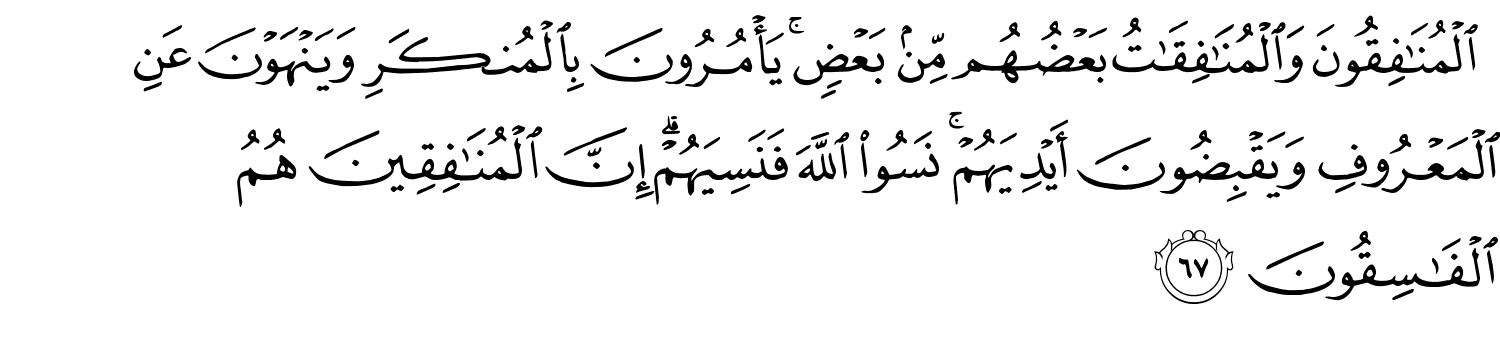 ٱلْمُنَٰفِقُونَ وَٱلْمُنَٰفِقَٰتُ بَعْضُهُم مِّنۢ بَعْضٍ ۚ يَأْمُرُونَ بِٱلْمُنكَرِ وَيَنْهَوْنَ عَنِ
ٱلْمَعْرُوفِ وَيَقْبِضُونَ أَيْدِيَهُمْ ۚ نَسُوا۟ ٱللَّهَ فَنَسِيَهُمْ ۗ إِنَّ ٱلْمُنَٰفِقِينَ هُمُ
ٱلْفَٰسِقُونَ ٦٧